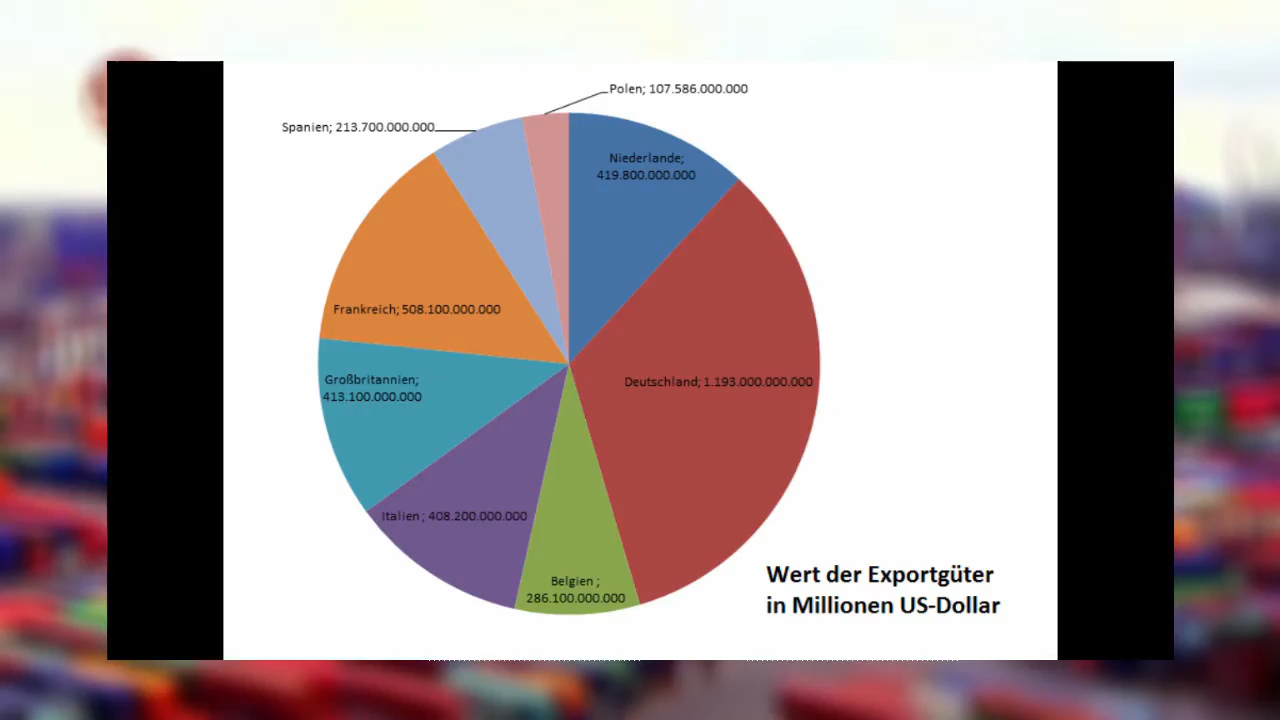 Polen; 107.586.000.000
Spanien; 213.700.000.000
Niederlande;
419.800.000.000
Frankreich; 508.100.000.000
Großbritannien;
413.100.000.000
Deutschland; 1.193.000.000.000
Italien ; 408.200.000.000
Belgien ;
286.100.000.000
Wert der Exportgüter
in Millionen US-Dollar